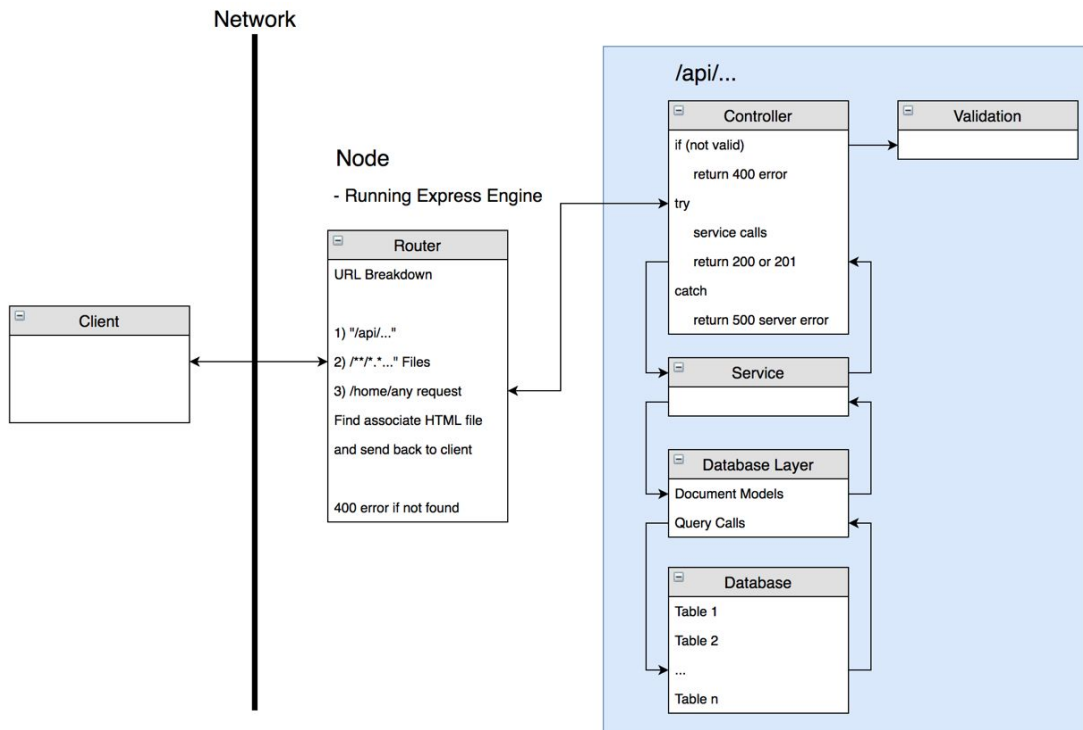 Network
/api/...
Controller
if (not valid)
return 400 error
try
service calls
return 200 or 201
catch
return 500 server error
Validation
Node
- Running Express Engine
Router
URL Breakdown
1) "/api/..."
2) /**/*.*..." Files
3) /home/any request
Find associate HTML file
and send back to client
400 error if not found
Client
Service
Database Layer
Document Models
Query Calls
Database
Table 1
Table 2
...
Table n